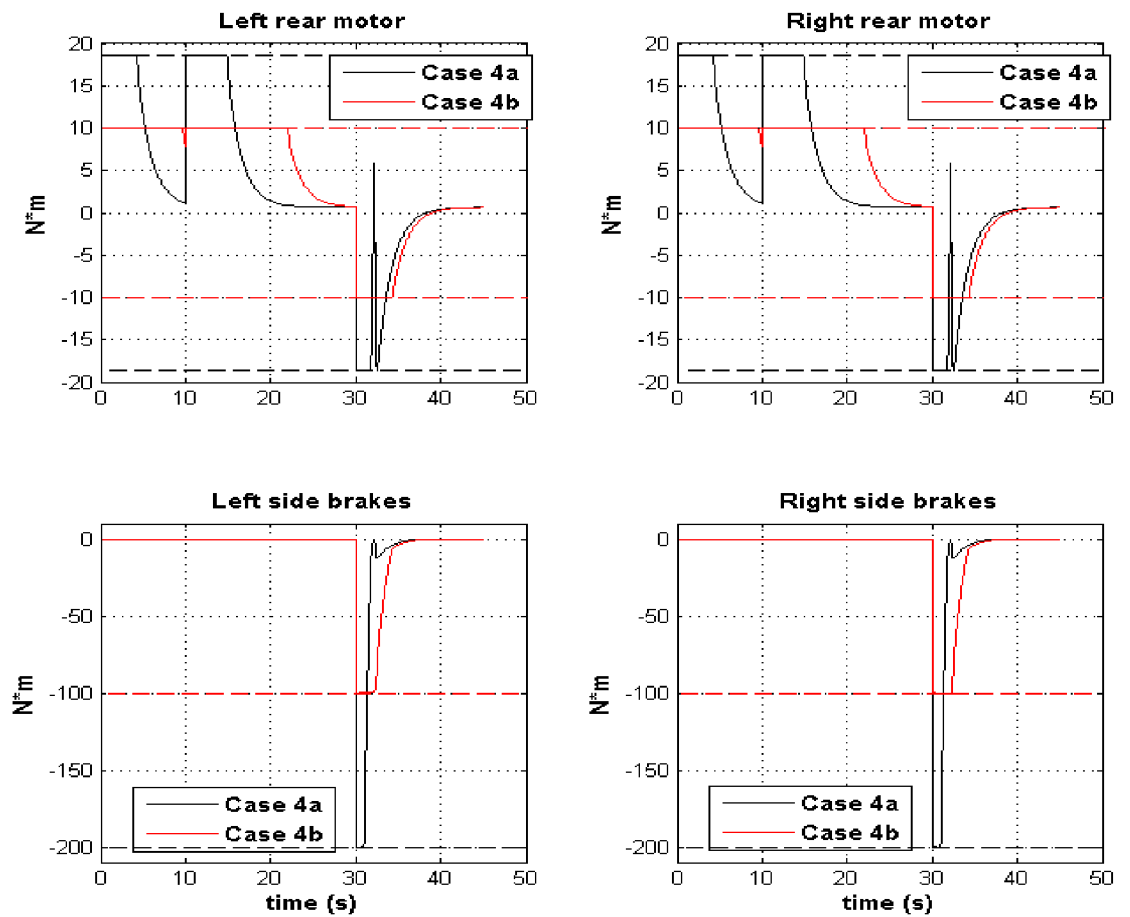 Left rear motor
20
15
10
5
0
-5
-10
-15
-20
N*m
Case 4a
Case 4b
0
10
20
30
40
50
Right rear motor
20
15
10
5
0
-5
-10
-15
-20
N*m
Case 4a
Case 4b
0
10
20
30
40
50
Left side brakes
0
-50
-100
-150
-200
N*m
Case 4a
Case 4b
0
10
20
30
40
50
time (s)
Right side brakes
0
-50
-100
-150
-200
N*m
Case 4a
Case 4b
0
10
20
30
40
50
time (s)